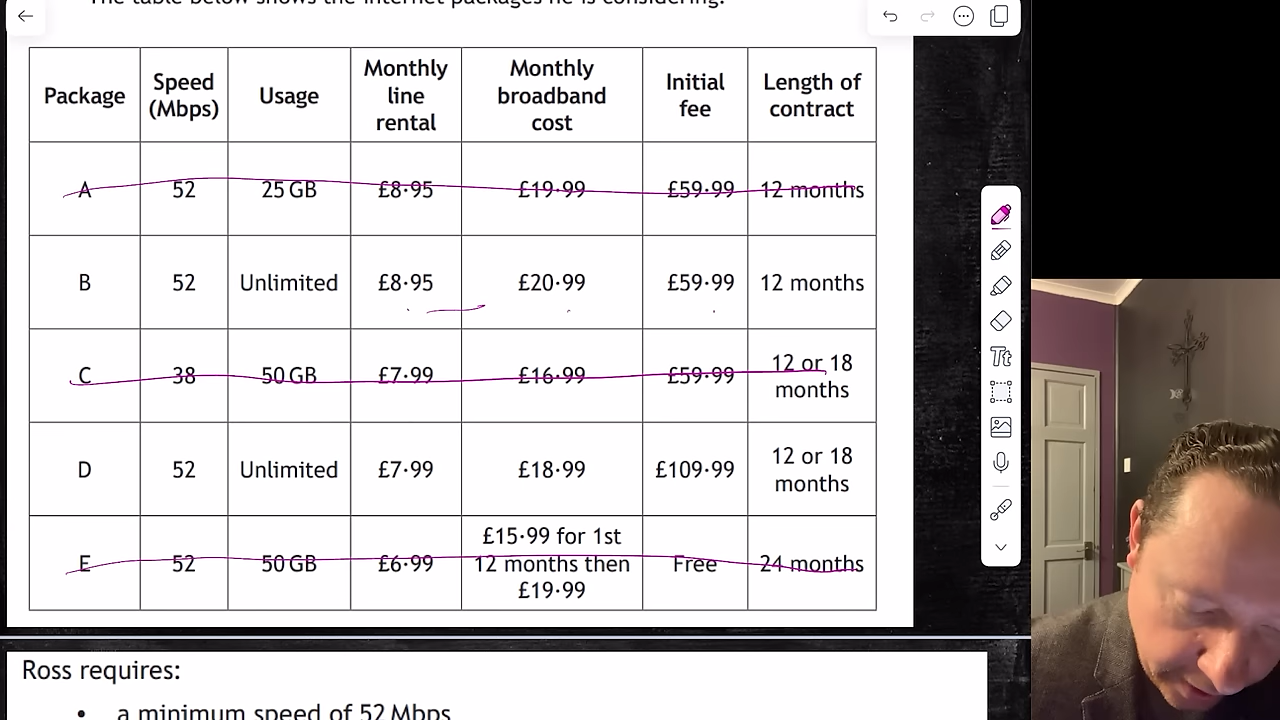 The table below shows the internet packages he is considering.
Package Speed (Mbps) Usage Monthly line rental Monthly broadband cost Initial fee Length of contract
A 52 25 GB £8·95 £19·99 £59·99 12 months
B 52 Unlimited £8·95 £20·99 £59·99 12 months
C 38 50 GB £7·99 £16·99 £59·99 12 or 18 months
D 52 Unlimited £7·99 £18·99 £109·99 12 or 18 months
E 52 50 GB £6·99 £15·99 for 1st 12 months then £19·99 Free 24 months
Ross requires:
• a minimum speed of 52 Mbps
Tt